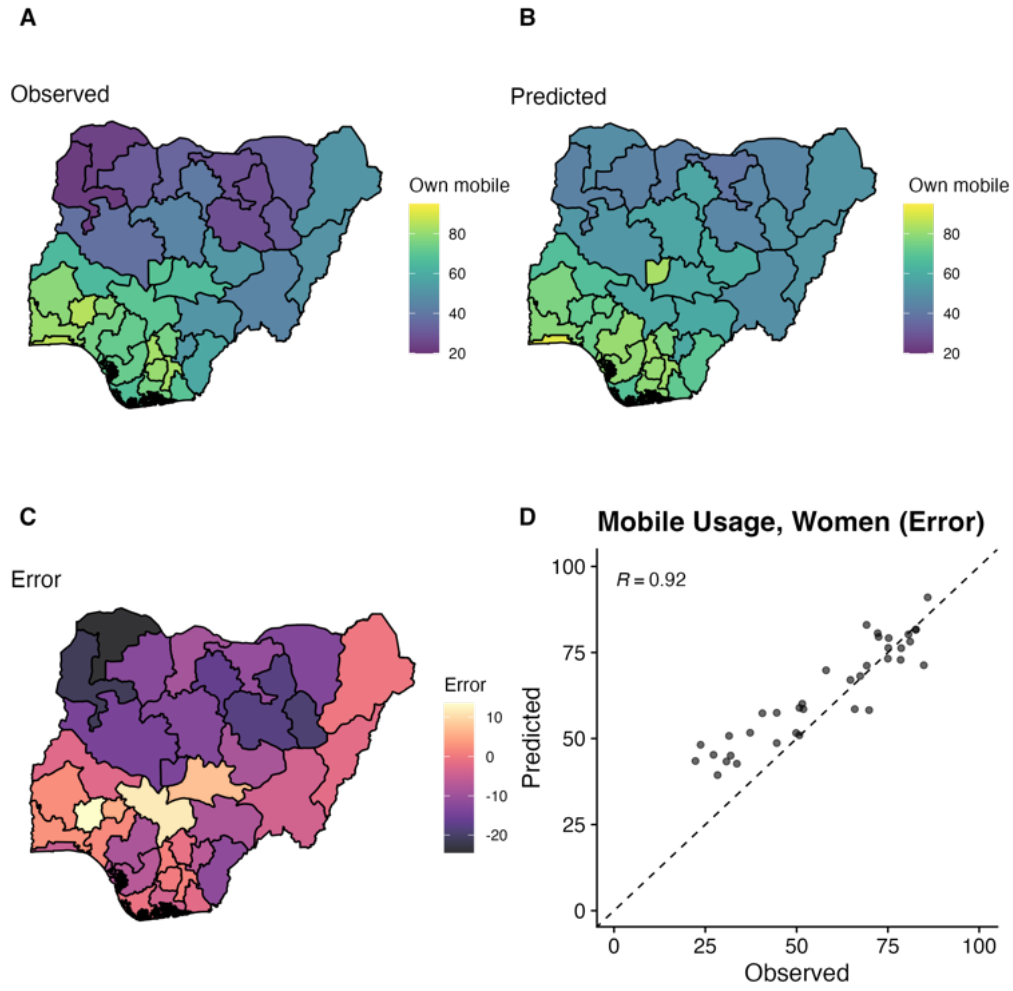 A
B
Observed
Predicted
Own mobile
80
60
40
20
Own mobile
80
60
40
20
C
D
Mobile Usage, Women (Error)
Error
R = 0.92
Error
10
0
-10
-20
Predicted
100
75
50
25
0
0 25 50 75 100
Observed